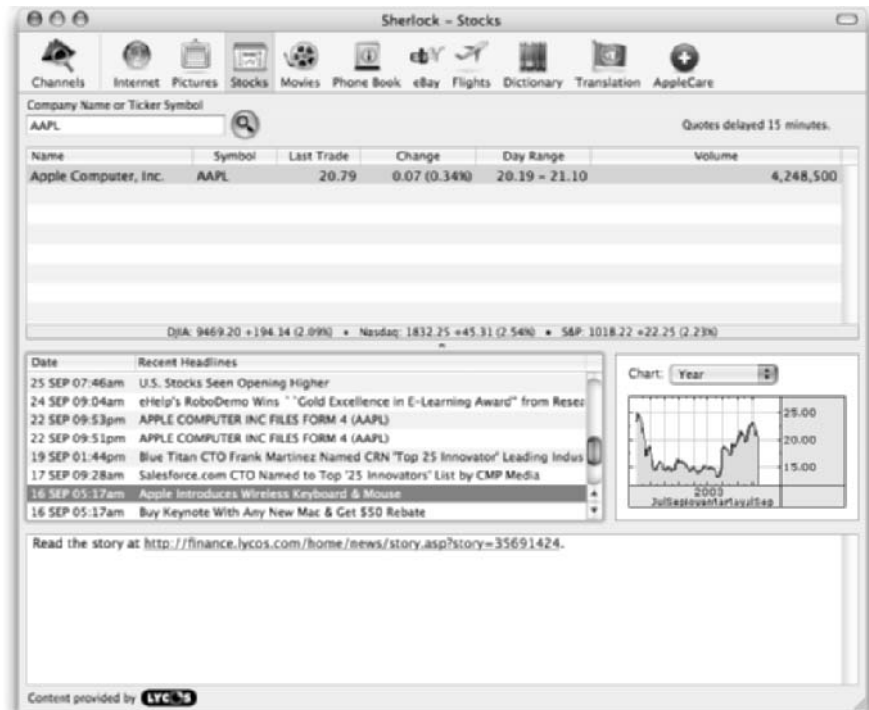 Sherlock – Stocks
Channels Internet Pictures Stocks Movies Phone Book eBay Flights Dictionary Translation AppleCare
Company Name or Ticker Symbol
AAPL
Quotes delayed 15 minutes.
Name Symbol Last Trade Change Day Range Volume
Apple Computer, Inc. AAPL 20.79 0.07 (0.34%) 20.19 – 21.10 4,248,500
DJIA: 9469.20 +194.14 (2.09%) • Nasdaq: 1832.25 +45.31 (2.54%) • S&P: 1018.22 +22.25 (2.23%)
Date Recent Headlines
25 SEP 07:46am U.S. Stocks Seen Opening Higher
24 SEP 09:04am eHelp's RoboDemo Wins ``Gold Excellence in E-Learning Award" from Resea
22 SEP 09:53pm APPLE COMPUTER INC FILES FORM 4 (AAPL)
22 SEP 09:51pm APPLE COMPUTER INC FILES FORM 4 (AAPL)
19 SEP 01:44pm Blue Titan CTO Frank Martinez Named CRN 'Top 25 Innovator' Leading Indus
17 SEP 09:28am Salesforce.com CTO Named to Top '25 Innovators' List by CMP Media
16 SEP 05:17am Apple Introduces Wireless Keyboard & Mouse
16 SEP 05:17am Buy Keynote With Any New Mac & Get $50 Rebate
Chart: Year
25.00
20.00
15.00
2003
Read the story at http://finance.lycos.com/home/news/story.asp?story=35691424.
Content provided by LYCOS